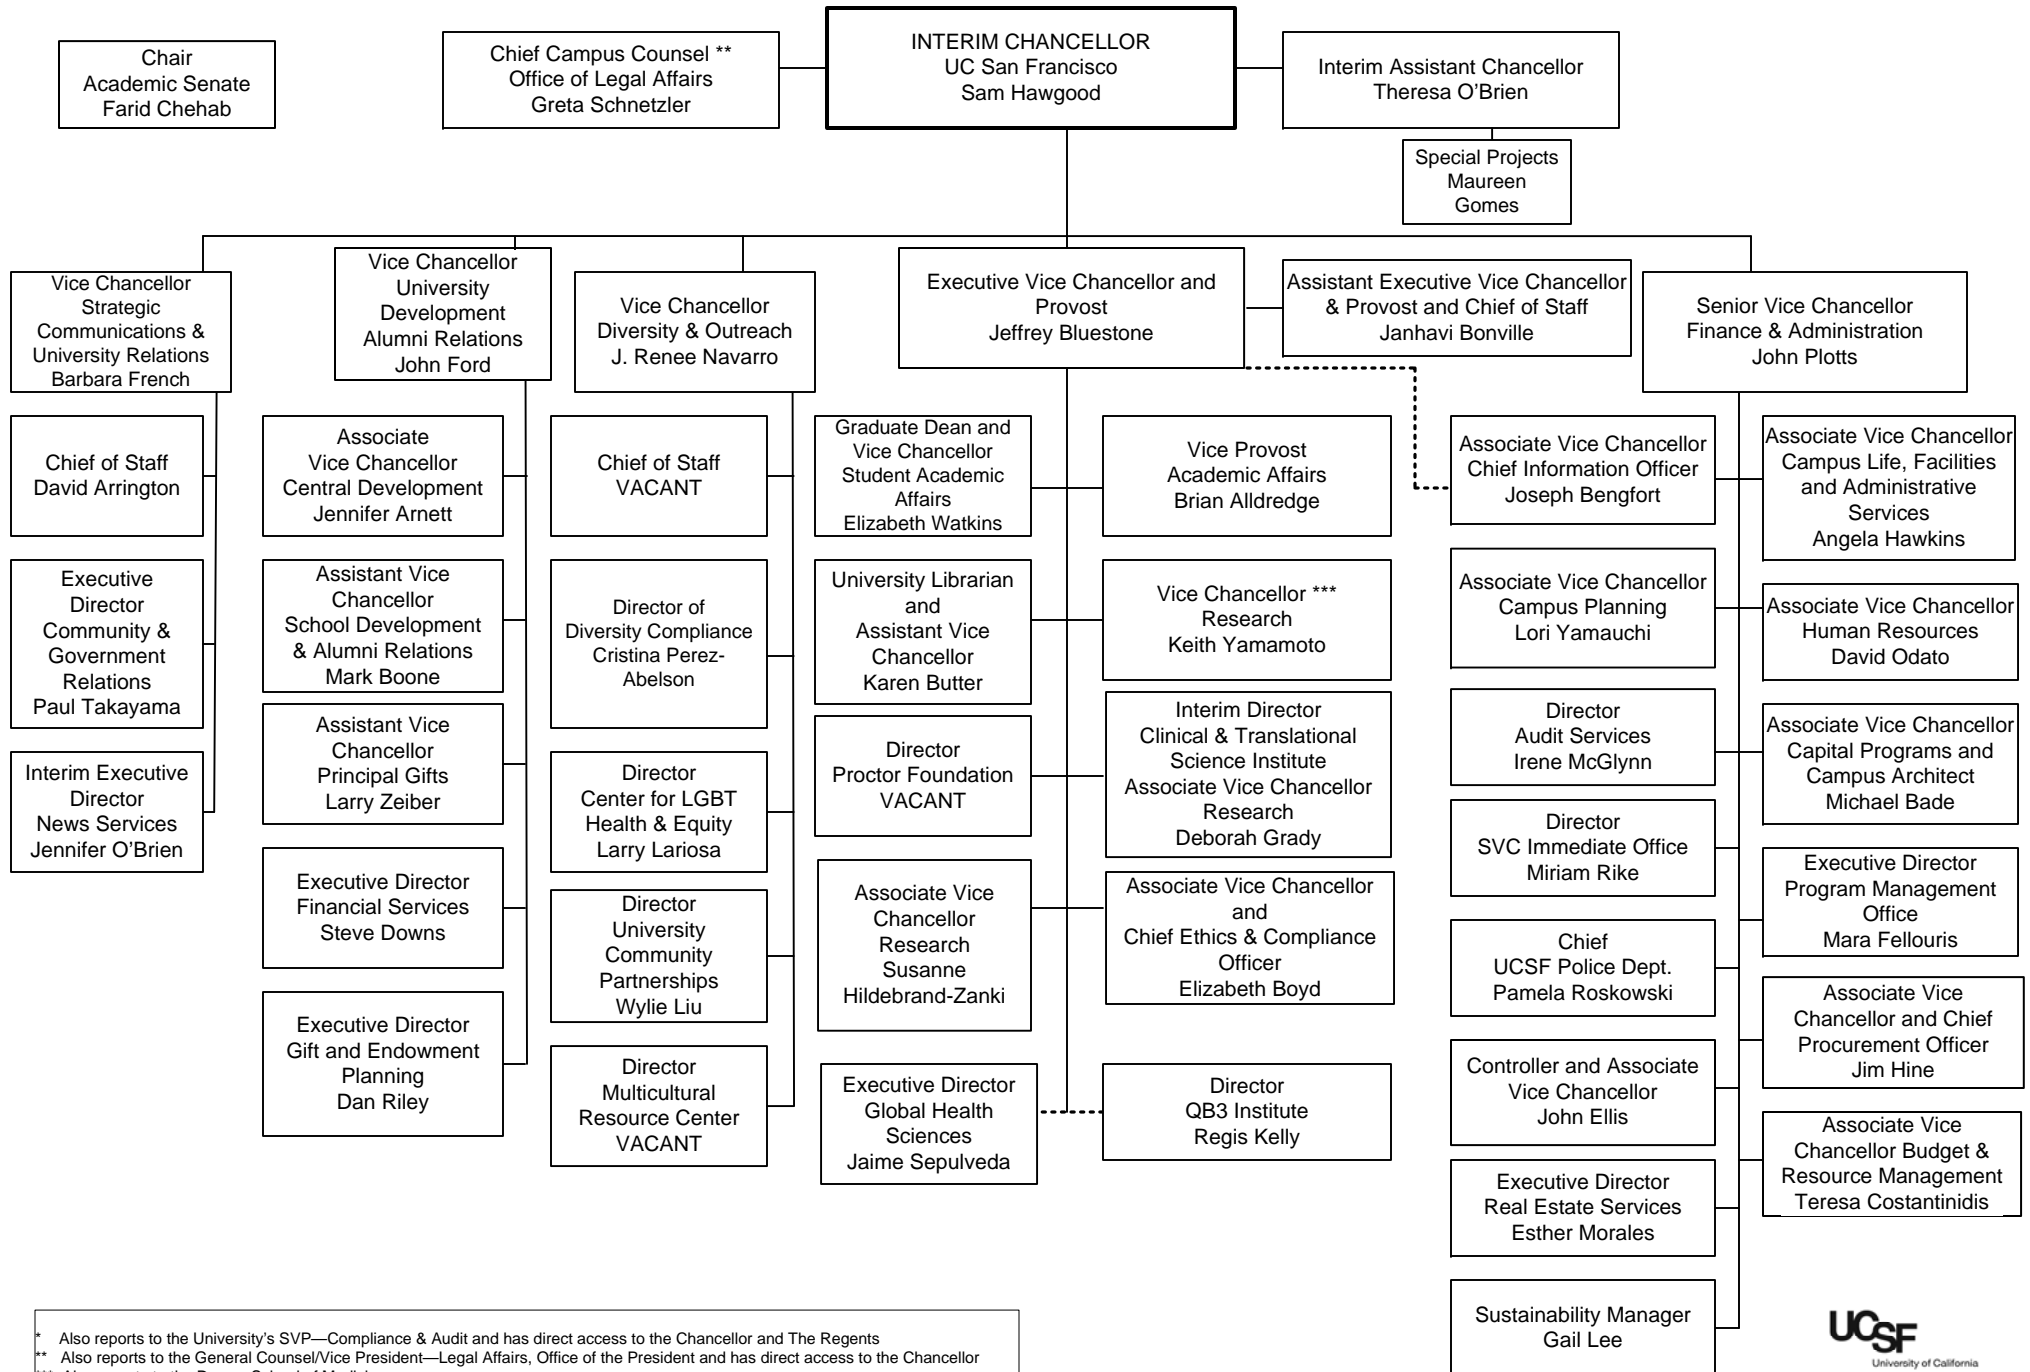 Chair
Academic Senate
Farid Chehab
Chief Campus Counsel **
Office of Legal Affairs
Greta Schnetzler
INTERIM CHANCELLOR
UC San Francisco
Sam Hawgood
Interim Assistant Chancellor
Theresa O’Brien
Special Projects
Maureen
Gomes
Vice Chancellor
Strategic
Communications &
University Relations
Barbara French
Vice Chancellor
University
Development
Alumni Relations
John Ford
Vice Chancellor
Diversity & Outreach
J. Renee Navarro
Executive Vice Chancellor and
Provost
Jeffrey Bluestone
Assistant Executive Vice Chancellor
& Provost and Chief of Staff
Janhavi Bonville
Senior Vice Chancellor
Finance & Administration
John Plotts
Chief of Staff
David Arrington
Executive
Director
Community &
Government
Relations
Paul Takayama
Interim Executive
Director
News Services
Jennifer O’Brien
Associate
Vice Chancellor
Central Development
Jennifer Arnett
Assistant Vice
Chancellor
School Development
& Alumni Relations
Mark Boone
Assistant Vice
Chancellor
Principal Gifts
Larry Zeiber
Executive Director
Financial Services
Steve Downs
Executive Director
Gift and Endowment
Planning
Dan Riley
Chief of Staff
VACANT
Director of
Diversity Compliance
Cristina Perez-
Abelson
Director
Center for LGBT
Health & Equity
Larry Lariosa
Director
University
Community
Partnerships
Wylie Liu
Director
Multicultural
Resource Center
VACANT
Graduate Dean and
Vice Chancellor
Student Academic
Affairs
Elizabeth Watkins
University Librarian
and
Assistant Vice
Chancellor
Karen Butter
Director
Proctor Foundation
VACANT
Associate Vice
Chancellor
Research
Susanne
Hildebrand-Zanki
Executive Director
Global Health
Sciences
Jaime Sepulveda
Vice Provost
Academic Affairs
Brian Alldredge
Vice Chancellor ***
Research
Keith Yamamoto
Interim Director
Clinical & Translational
Science Institute
Associate Vice Chancellor
Research
Deborah Grady
Associate Vice Chancellor
and
Chief Ethics & Compliance
Officer
Elizabeth Boyd
Director
QB3 Institute
Regis Kelly
Associate Vice Chancellor
Chief Information Officer
Joseph Bengfort
Associate Vice Chancellor
Campus Planning
Lori Yamauchi
Director
Audit Services
Irene McGlynn
Director
SVC Immediate Office
Miriam Rike
Chief
UCSF Police Dept.
Pamela Roskowski
Controller and Associate
Vice Chancellor
John Ellis
Executive Director
Real Estate Services
Esther Morales
Sustainability Manager
Gail Lee
Associate Vice Chancellor
Campus Life, Facilities
and Administrative
Services
Angela Hawkins
Associate Vice Chancellor
Human Resources
David Odato
Associate Vice Chancellor
Capital Programs and
Campus Architect
Michael Bade
Executive Director
Program Management
Office
Mara Fellouris
Associate Vice
Chancellor and Chief
Procurement Officer
Jim Hine
Associate Vice
Chancellor Budget &
Resource Management
Teresa Costantinidis
* Also reports to the University’s SVP—Compliance & Audit and has direct access to the Chancellor and The Regents
** Also reports to the General Counsel/Vice President—Legal Affairs, Office of the President and has direct access to the Chancellor
UCSF
University of California